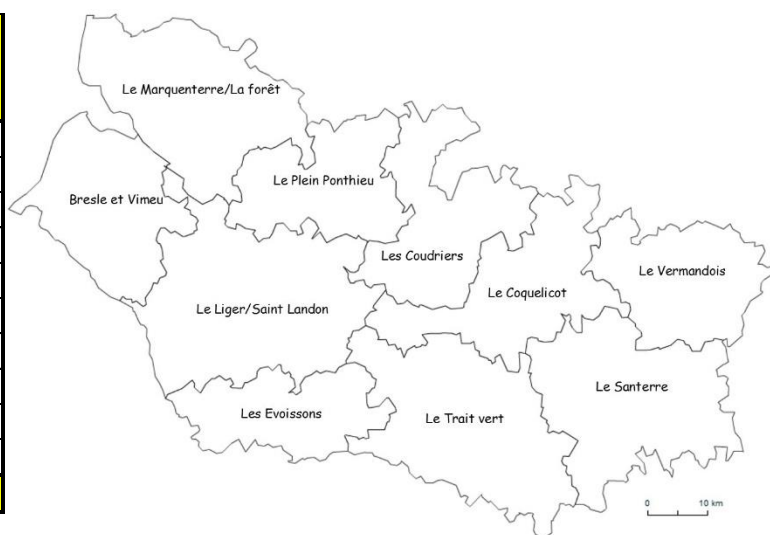 Le Marquenterre/La forêt
Le Plein Ponthieu
Bresle et Vimeu
Les Coudriers
Le Vermandois
Le Coquelicot
Le Liger/Saint Landon
Le Santerre
Les Evoissons
Le Trait vert
0 10 km